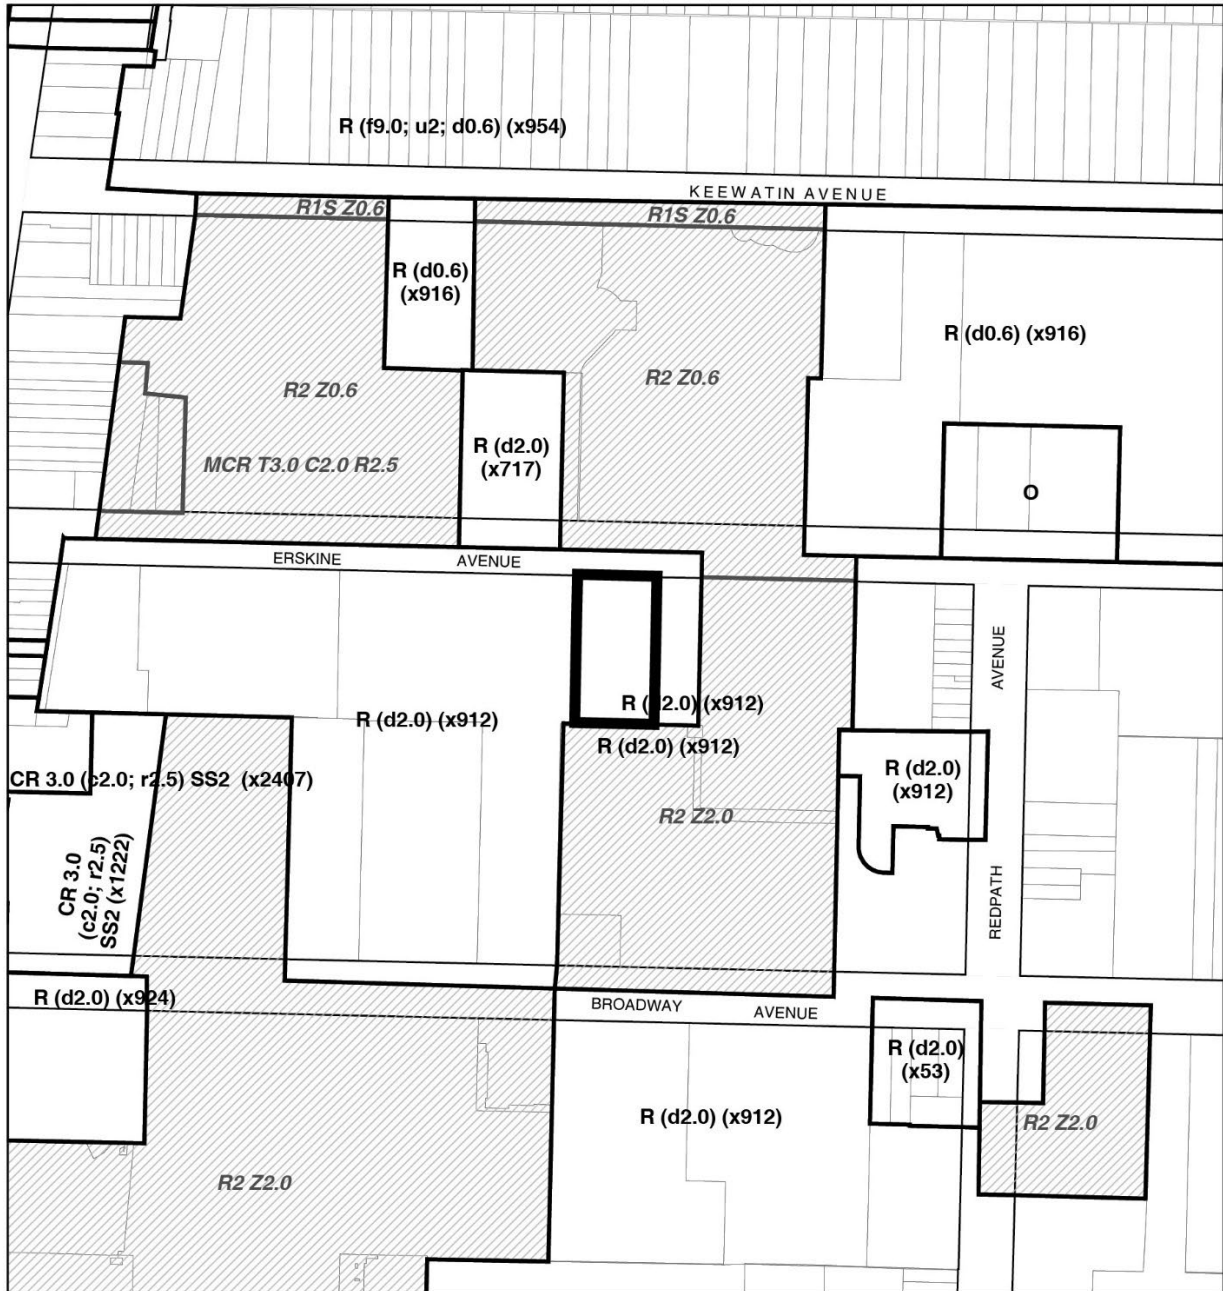 R (f9.0; u2; d0.6) (x954)
KEEWATIN AVENUE
R1S Z0.6
R1S Z0.6
R (d0.6)
(x916)
R (d0.6) (x916)
R2 Z0.6
R2 Z0.6
R (d2.0)
(x717)
MCR T3.0 C2.0 R2.5
O
ERSKINE AVENUE
AVENUE
R (d2.0) (x912)
R (d2.0) (x912)
R (d2.0) (x912)
R (d2.0)
(x912)
CR 3.0 (c2.0; r2.5) SS2 (x2407)
R2 Z2.0
CR 3.0
(c2.0; r2.5)
SS2 (x1222)
REDPATH
R (d2.0) (x924)
BROADWAY AVENUE
R (d2.0)
(x53)
R (d2.0) (x912)
R2 Z2.0
R2 Z2.0